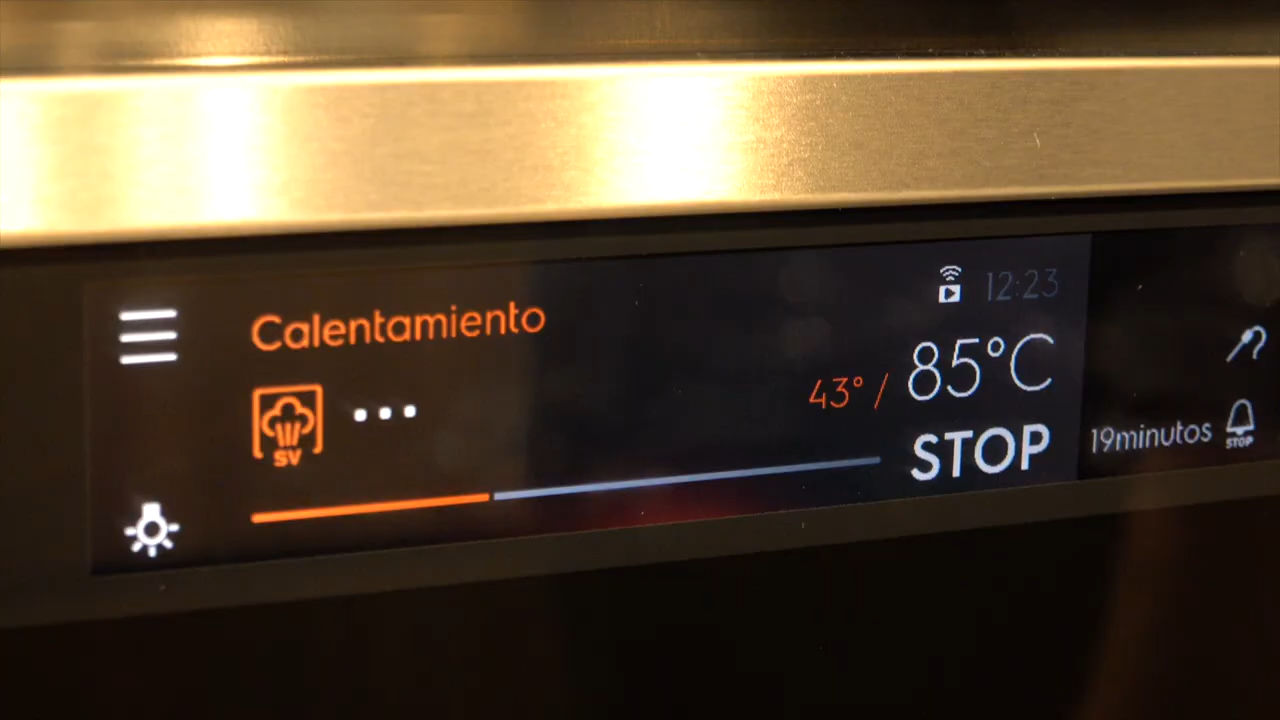 12:23
Calentamiento
43° / 85°C
SV
STOP
19minutos
STOP